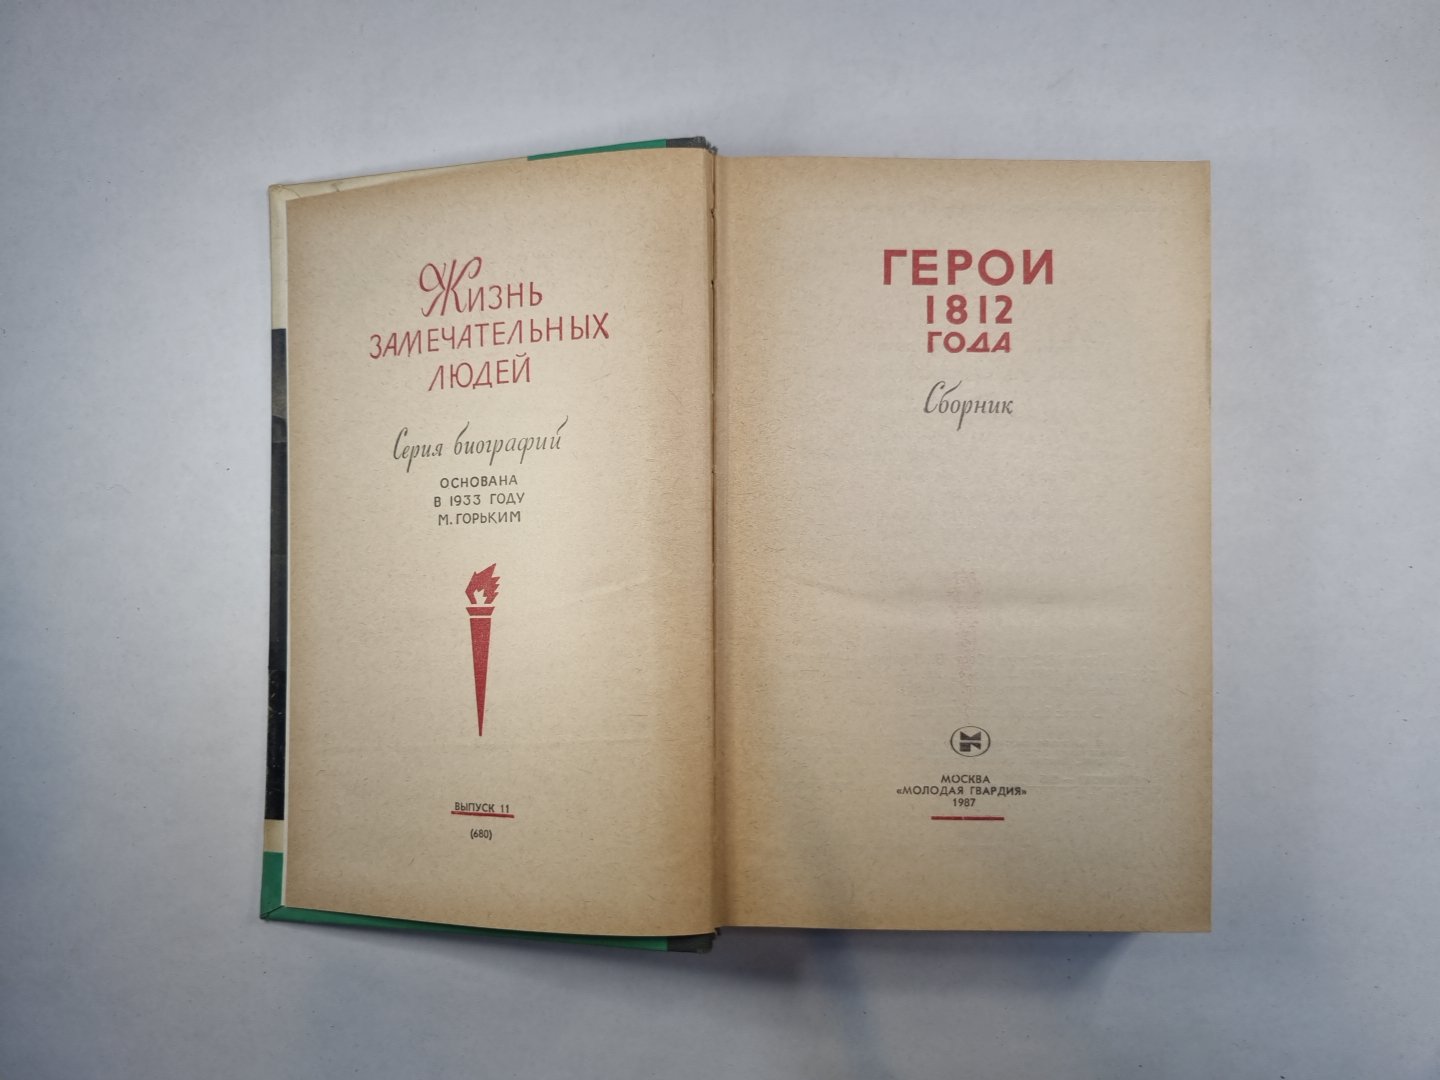 Жизнь
ЗАМЕЧАТЕЛЬНЫХ
ЛЮДЕЙ
Серия биографий
ОСНОВАНА
В 1933 ГОДУ
М. ГОРЬКИМ
ВЫПУСК 11
(680)
ГЕРОИ
1812
ГОДА
Сборник
МОСКВА
«МОЛОДАЯ ГВАРДИЯ»
1987